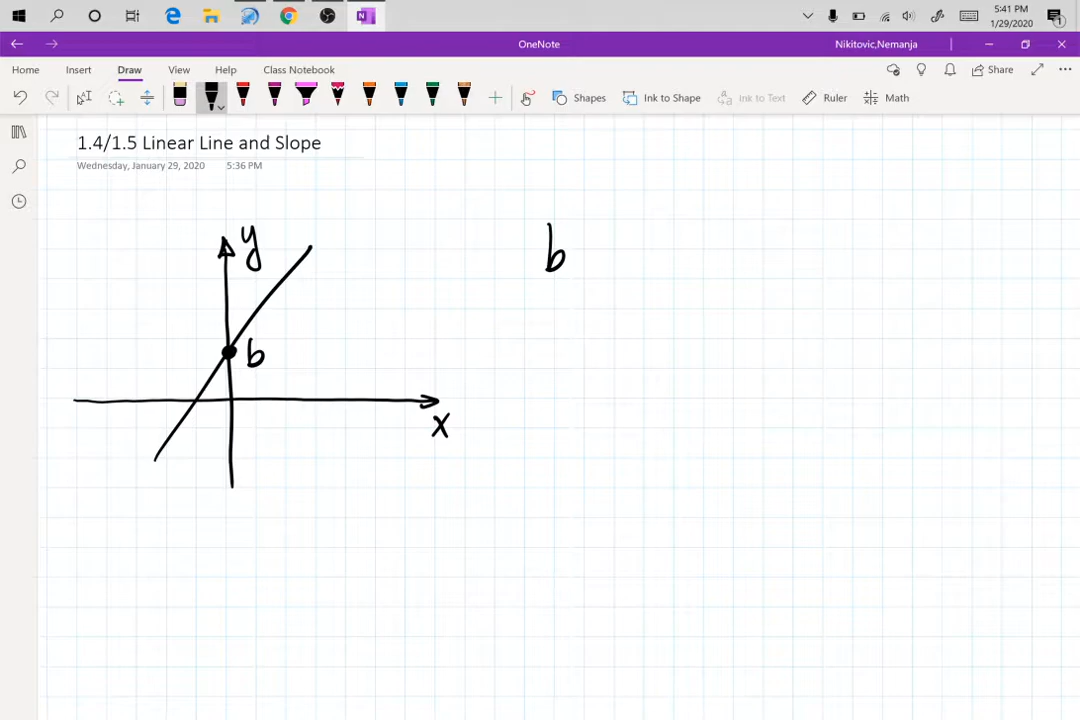 5:41 PM
1/29/2020
1
OneNote
Nikitovic,Nemanja
Home Insert Draw View Help Class Notebook
Share
Shapes Ink to Shape Ink to Text Ruler Math
1.4/1.5 Linear Line and Slope
Wednesday, January 29, 2020 5:36 PM
y
b
b
x